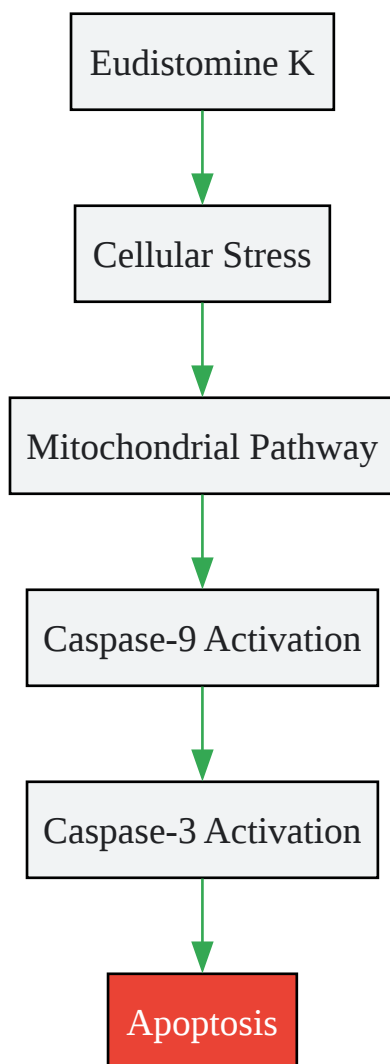 Eudistomine K
Cellular Stress
Mitochondrial Pathway
Caspase-9 Activation
Caspase-3 Activation
Apoptosis